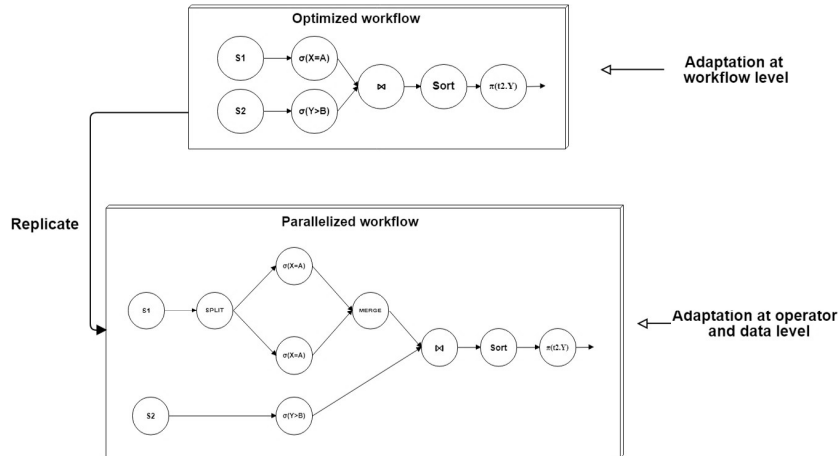 Optimized workflow
S1
σ(X=A)
S2
σ(Y>B)
⋈
Sort
π(t2.Y)
Adaptation at
workflow level
Replicate
Parallelized workflow
S1
SPLIT
σ(X=A)
σ(X=A)
MERGE
S2
σ(Y>B)
⋈
Sort
π(t2.Y)
Adaptation at operator
and data level